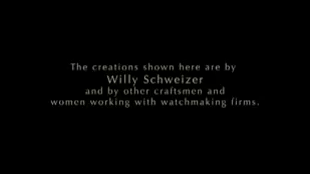 The creations shown here are by
Willy Schweizer
and by other craftsmen and
women working with watchmaking firms.